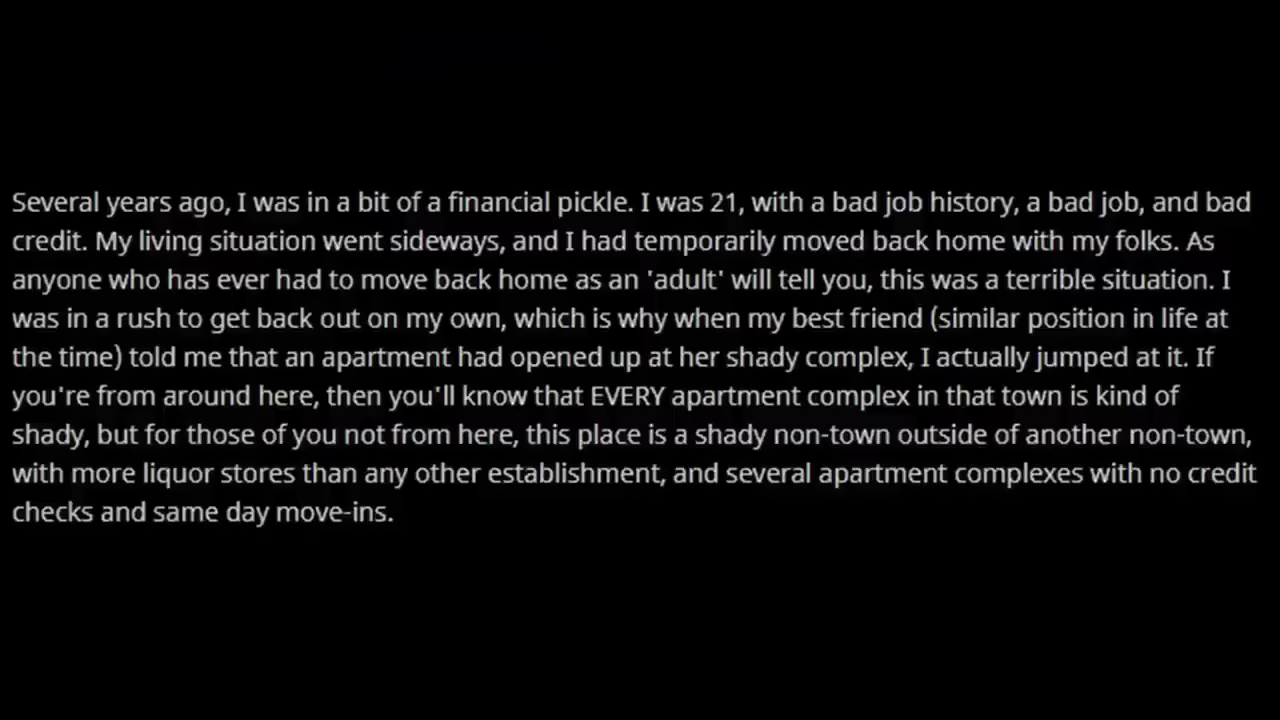 Several years ago, I was in a bit of a financial pickle. I was 21, with a bad job history, a bad job, and bad
credit. My living situation went sideways, and I had temporarily moved back home with my folks. As
anyone who has ever had to move back home as an 'adult' will tell you, this was a terrible situation. I
was in a rush to get back out on my own, which is why when my best friend (similar position in life at
the time) told me that an apartment had opened up at her shady complex, I actually jumped at it. If
you're from around here, then you'll know that EVERY apartment complex in that town is kind of
shady, but for those of you not from here, this place is a shady non-town outside of another non-town,
with more liquor stores than any other establishment, and several apartment complexes with no credit
checks and same day move-ins.